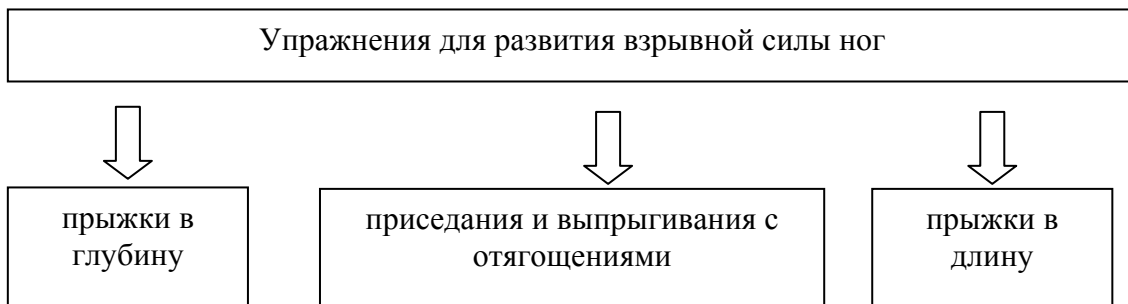 Упражнения для развития взрывной силы ног
прыжки в
глубину
приседания и выпрыгивания с
отягощениями
прыжки в
длину